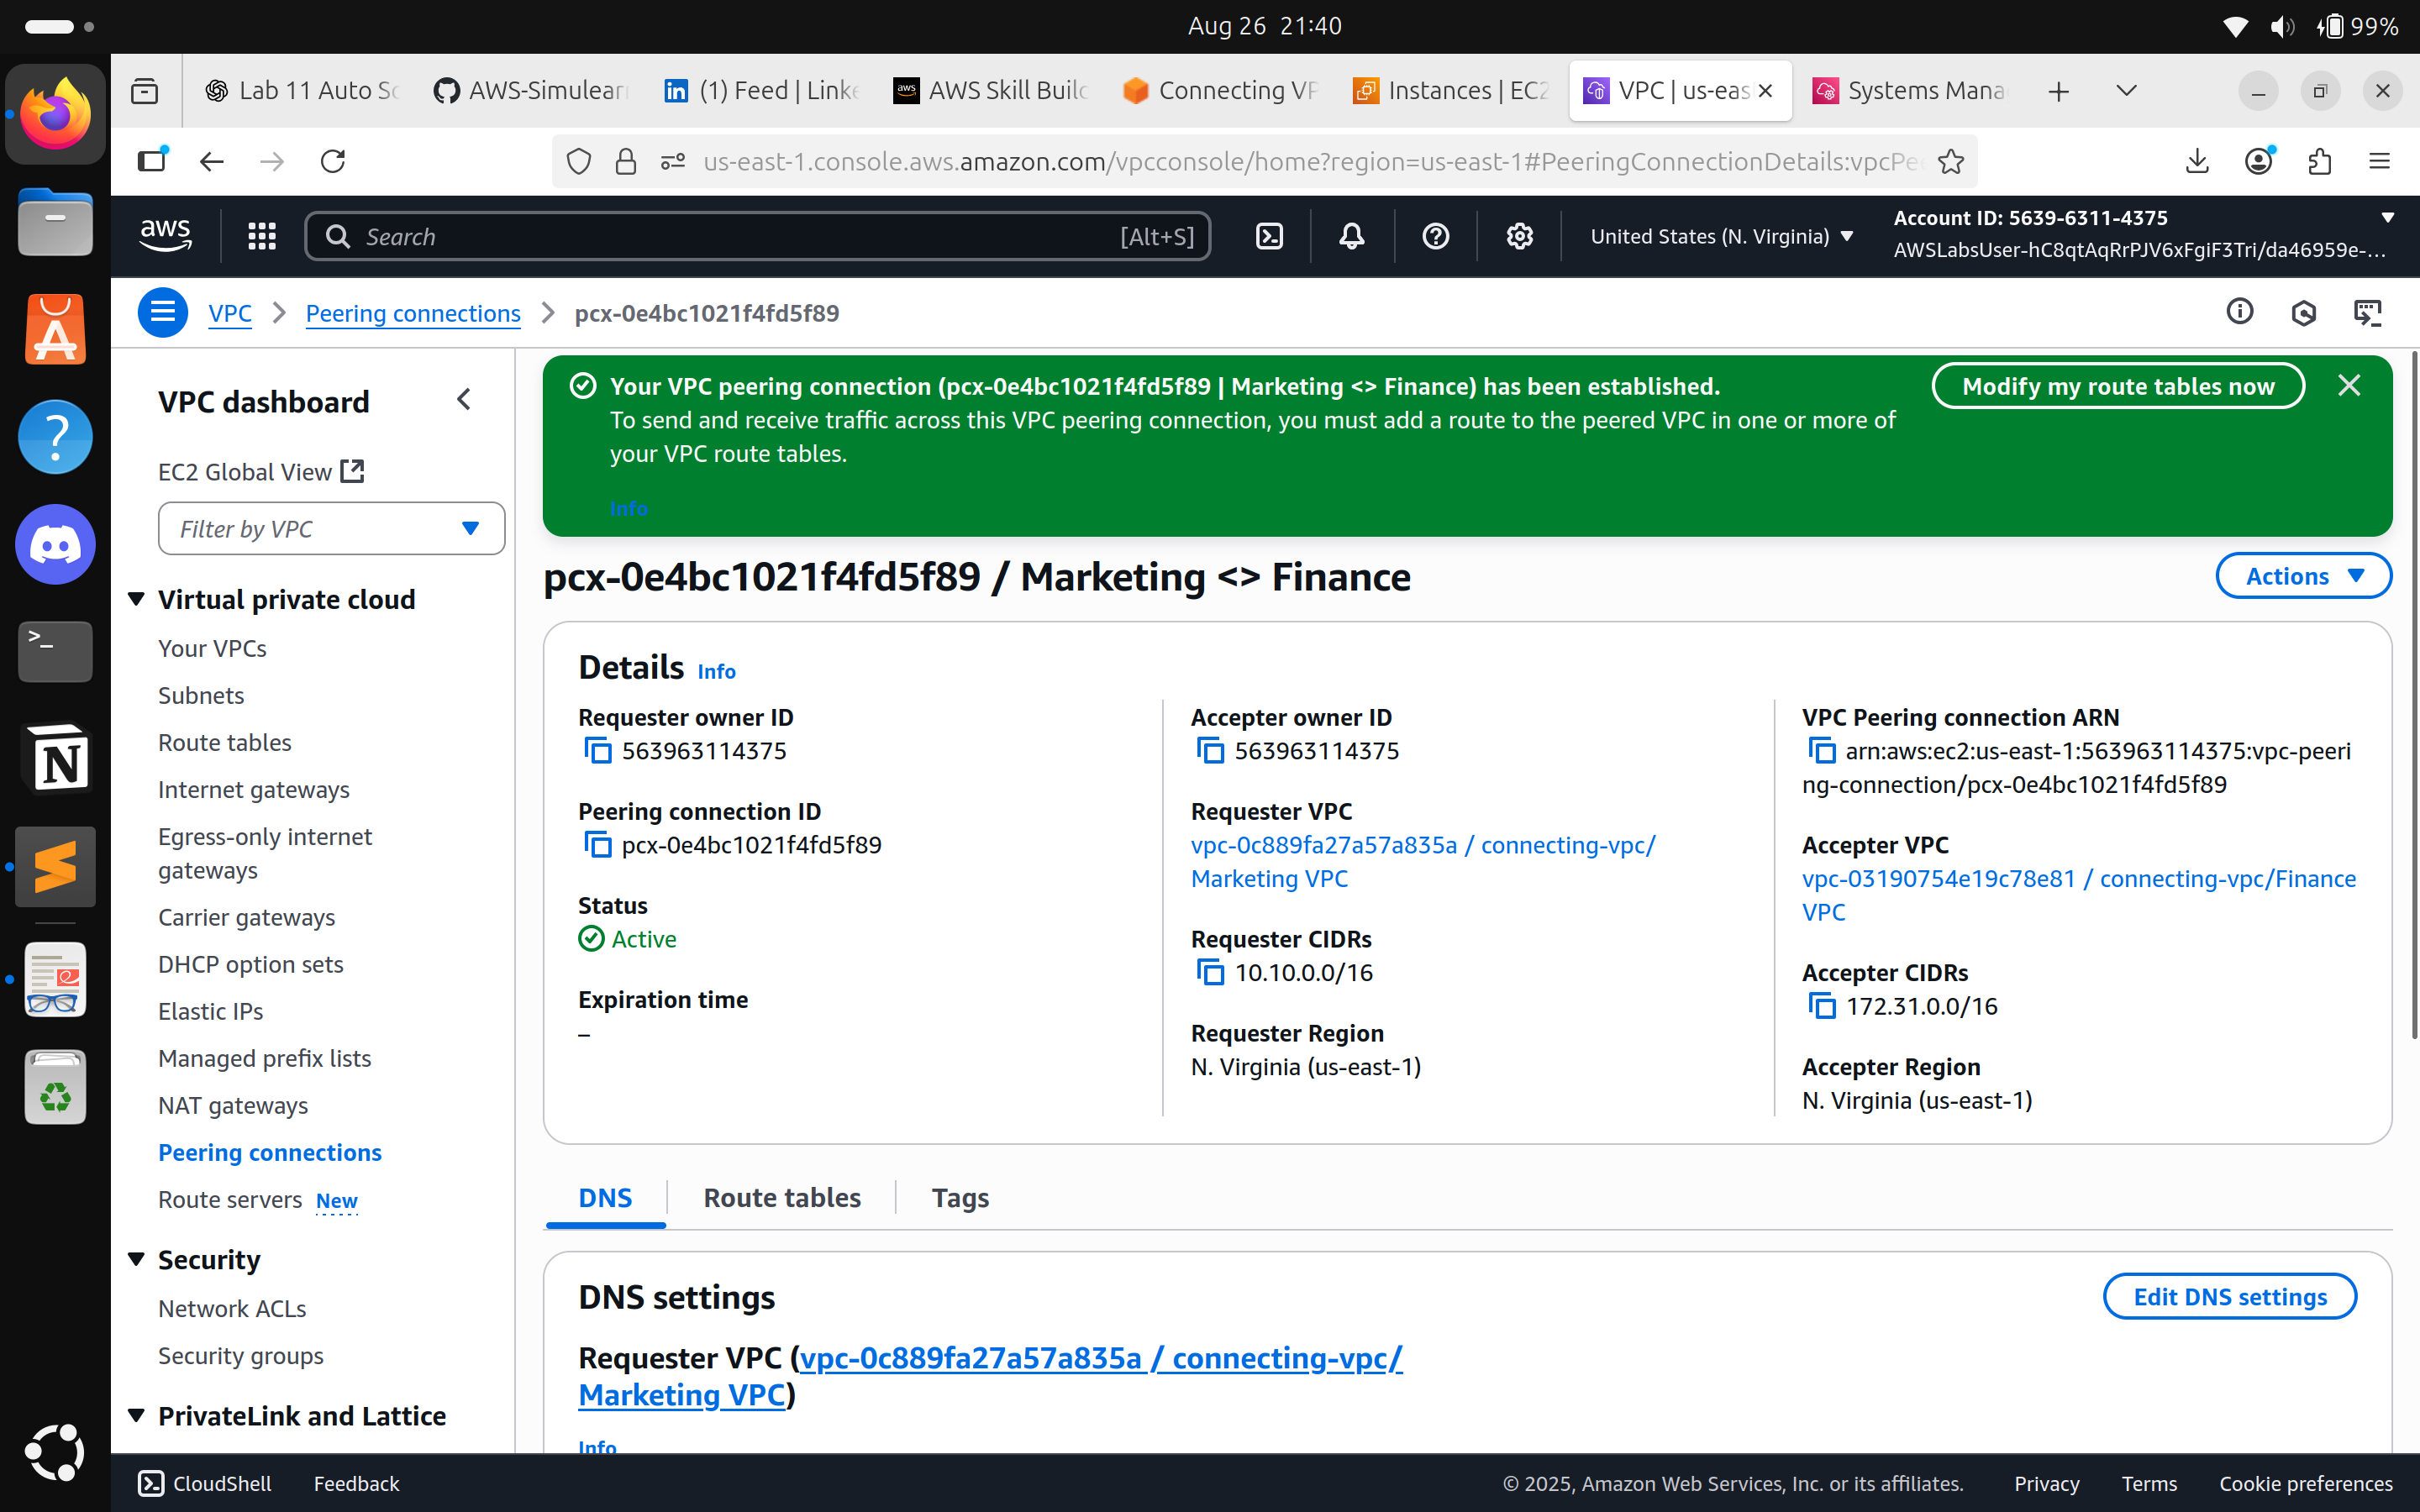 Aug 26 21:40
99%
Lab 11 Auto Sc
AWS-Simulearn
(1) Feed | Linke
AWS Skill Builc
Connecting VP
Instances | EC2
VPC | us-eas
Systems Mana
us-east-1.console.aws.amazon.com/vpcconsole/home?region=us-east-1#PeeringConnectionDetails:vpcPee
aws
Search
[Alt+S]
United States (N. Virginia)
Account ID: 5639-6311-4375
AWSLabsUser-hC8qtAqRrPJV6xFgiF3Tri/da46959e-...
VPC
Peering connections
pcx-0e4bc1021f4fd5f89
VPC dashboard
EC2 Global View
Filter by VPC
Virtual private cloud
Your VPCs
Subnets
Route tables
Internet gateways
Egress-only internet
gateways
Carrier gateways
DHCP option sets
Elastic IPs
Managed prefix lists
NAT gateways
Peering connections
Route servers New
Security
Network ACLs
Security groups
PrivateLink and Lattice
Your VPC peering connection (pcx-0e4bc1021f4fd5f89 | Marketing <> Finance) has been established.
To send and receive traffic across this VPC peering connection, you must add a route to the peered VPC in one or more of
your VPC route tables.
Info
Modify my route tables now
pcx-0e4bc1021f4fd5f89 / Marketing <> Finance
Actions
Details Info
Requester owner ID
563963114375
Peering connection ID
pcx-0e4bc1021f4fd5f89
Status
Active
Expiration time
–
Accepter owner ID
563963114375
Requester VPC
vpc-0c889fa27a57a835a / connecting-vpc/
Marketing VPC
Requester CIDRs
10.10.0.0/16
Requester Region
N. Virginia (us-east-1)
VPC Peering connection ARN
arn:aws:ec2:us-east-1:563963114375:vpc-peeri
ng-connection/pcx-0e4bc1021f4fd5f89
Accepter VPC
vpc-03190754e19c78e81 / connecting-vpc/Finance
VPC
Accepter CIDRs
172.31.0.0/16
Accepter Region
N. Virginia (us-east-1)
DNS
Route tables
Tags
DNS settings
Edit DNS settings
Requester VPC (vpc-0c889fa27a57a835a / connecting-vpc/
Marketing VPC)
Info
CloudShell
Feedback
© 2025, Amazon Web Services, Inc. or its affiliates.
Privacy
Terms
Cookie preferences